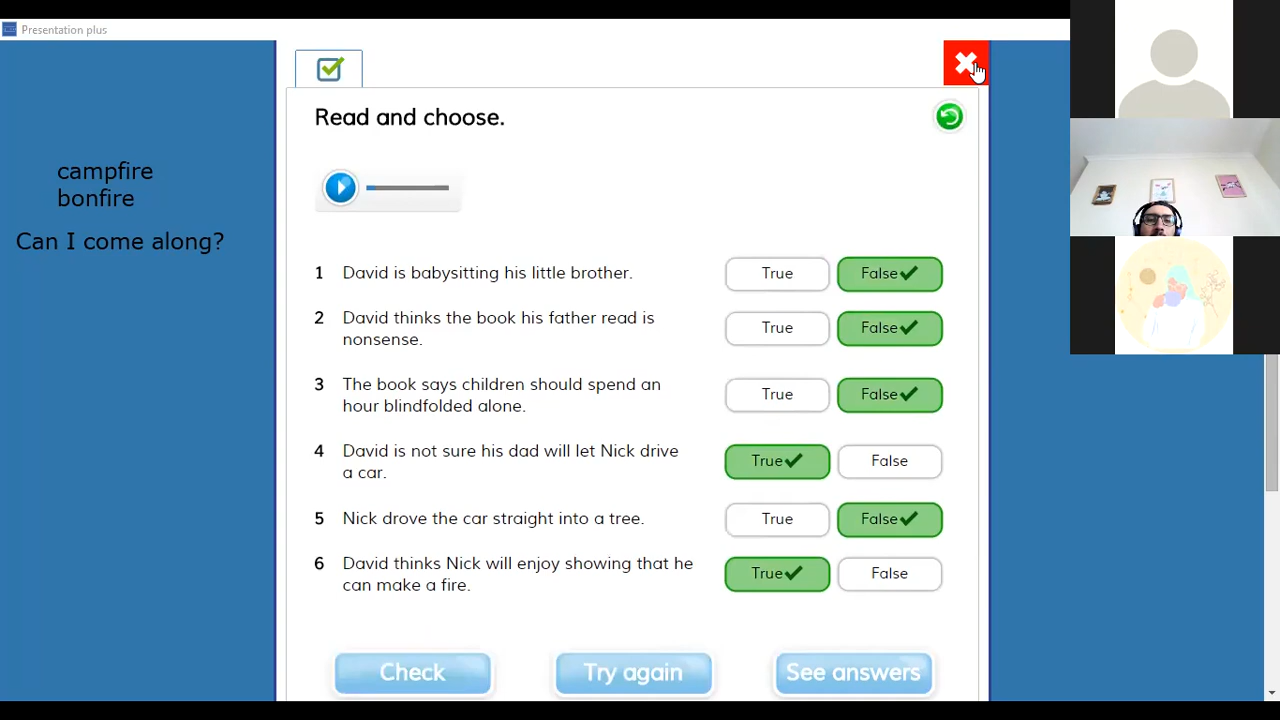 Presentation plus
campfire
bonfire
Can I come along?
Read and choose.
1 David is babysitting his little brother. True False
2 David thinks the book his father read is
nonsense. True False
3 The book says children should spend an
hour blindfolded alone. True False
4 David is not sure his dad will let Nick drive
a car. True False
5 Nick drove the car straight into a tree. True False
6 David thinks Nick will enjoy showing that he
can make a fire. True False
Check Try again See answers